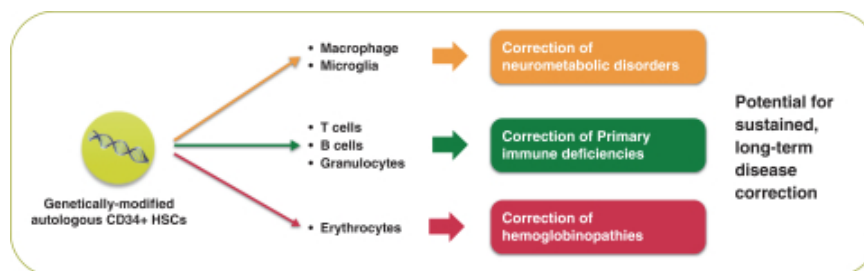 • Macrophage
• Microglia
Correction of
neurometabolic disorders
• T cells
• B cells
• Granulocytes
Correction of Primary
immune deficiencies
Potential for
sustained,
long-term
disease
correction
Genetically-modified
autologous CD34+ HSCs
• Erythrocytes
Correction of
hemoglobinopathies